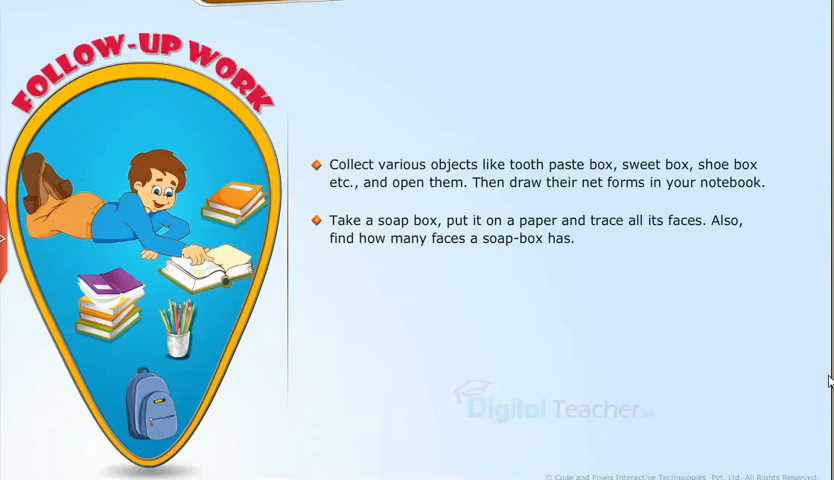 FOLLOW-UP WORK
Collect various objects like tooth paste box, sweet box, shoe box
etc., and open them. Then draw their net forms in your notebook.
Take a soap box, put it on a paper and trace all its faces. Also,
find how many faces a soap-box has.
Digital Teacher
© Code and Pixels Interactive Technologies. Pvt. Ltd. All Rights Reserved.